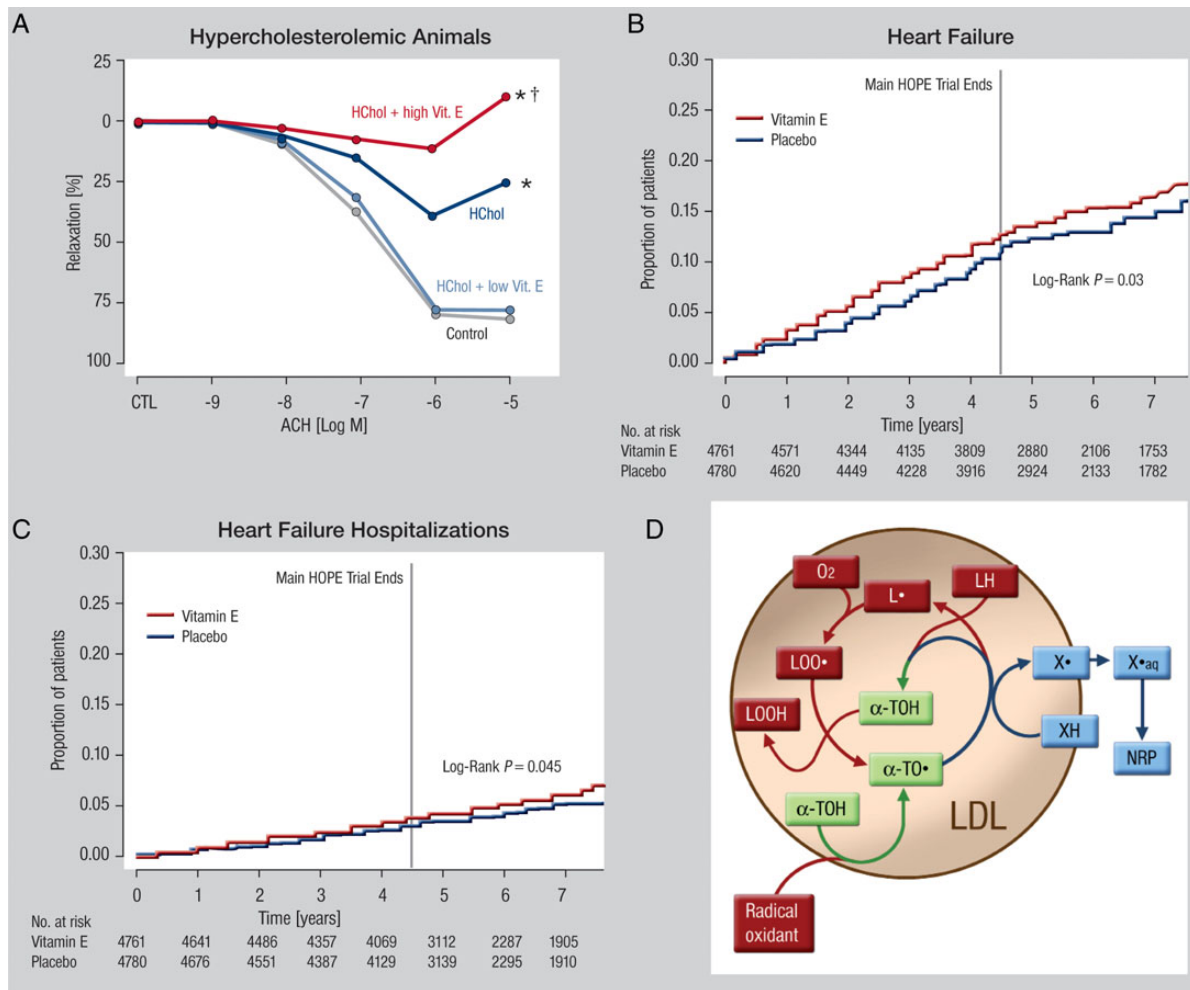 A
Hypercholesterolemic Animals
25
0
25
50
75
100
Relaxation [%]
HChol + high Vit. E
*†
HChol
*
HChol + low Vit. E
Control
CTL -9 -8 -7 -6 -5
ACH [Log M]
B
Heart Failure
0.30
0.25
0.20
0.15
0.10
0.05
0.00
Proportion of patients
Main HOPE Trial Ends
Vitamin E
Placebo
Log-Rank P = 0.03
0 1 2 3 4 5 6 7
Time [years]
No. at risk
Vitamin E 4761 4571 4344 4135 3809 2880 2106 1753
Placebo 4780 4620 4449 4228 3916 2924 2133 1782
C
Heart Failure Hospitalizations
0.30
0.25
0.20
0.15
0.10
0.05
0.00
Proportion of patients
Main HOPE Trial Ends
Vitamin E
Placebo
Log-Rank P = 0.045
0 1 2 3 4 5 6 7
Time [years]
No. at risk
Vitamin E 4761 4641 4486 4357 4069 3112 2287 1905
Placebo 4780 4676 4551 4387 4129 3139 2295 1910
D
O2
L•
LH
LOO•
X•
X•aq
LOOH
α-TOH
XH
NRP
α-TO•
α-TOH
LDL
Radical
oxidant